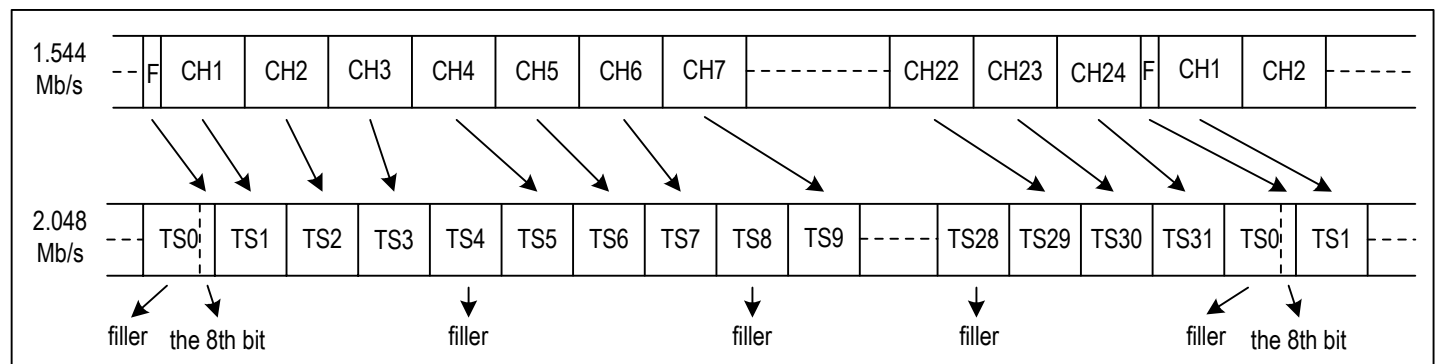 1.544
Mb/s
F CH1 CH2 CH3 CH4 CH5 CH6 CH7 CH22 CH23 CH24 F CH1 CH2
2.048
Mb/s
TS0 TS1 TS2 TS3 TS4 TS5 TS6 TS7 TS8 TS9 TS28 TS29 TS30 TS31 TS0 TS1
filler the 8th bit filler filler filler filler the 8th bit